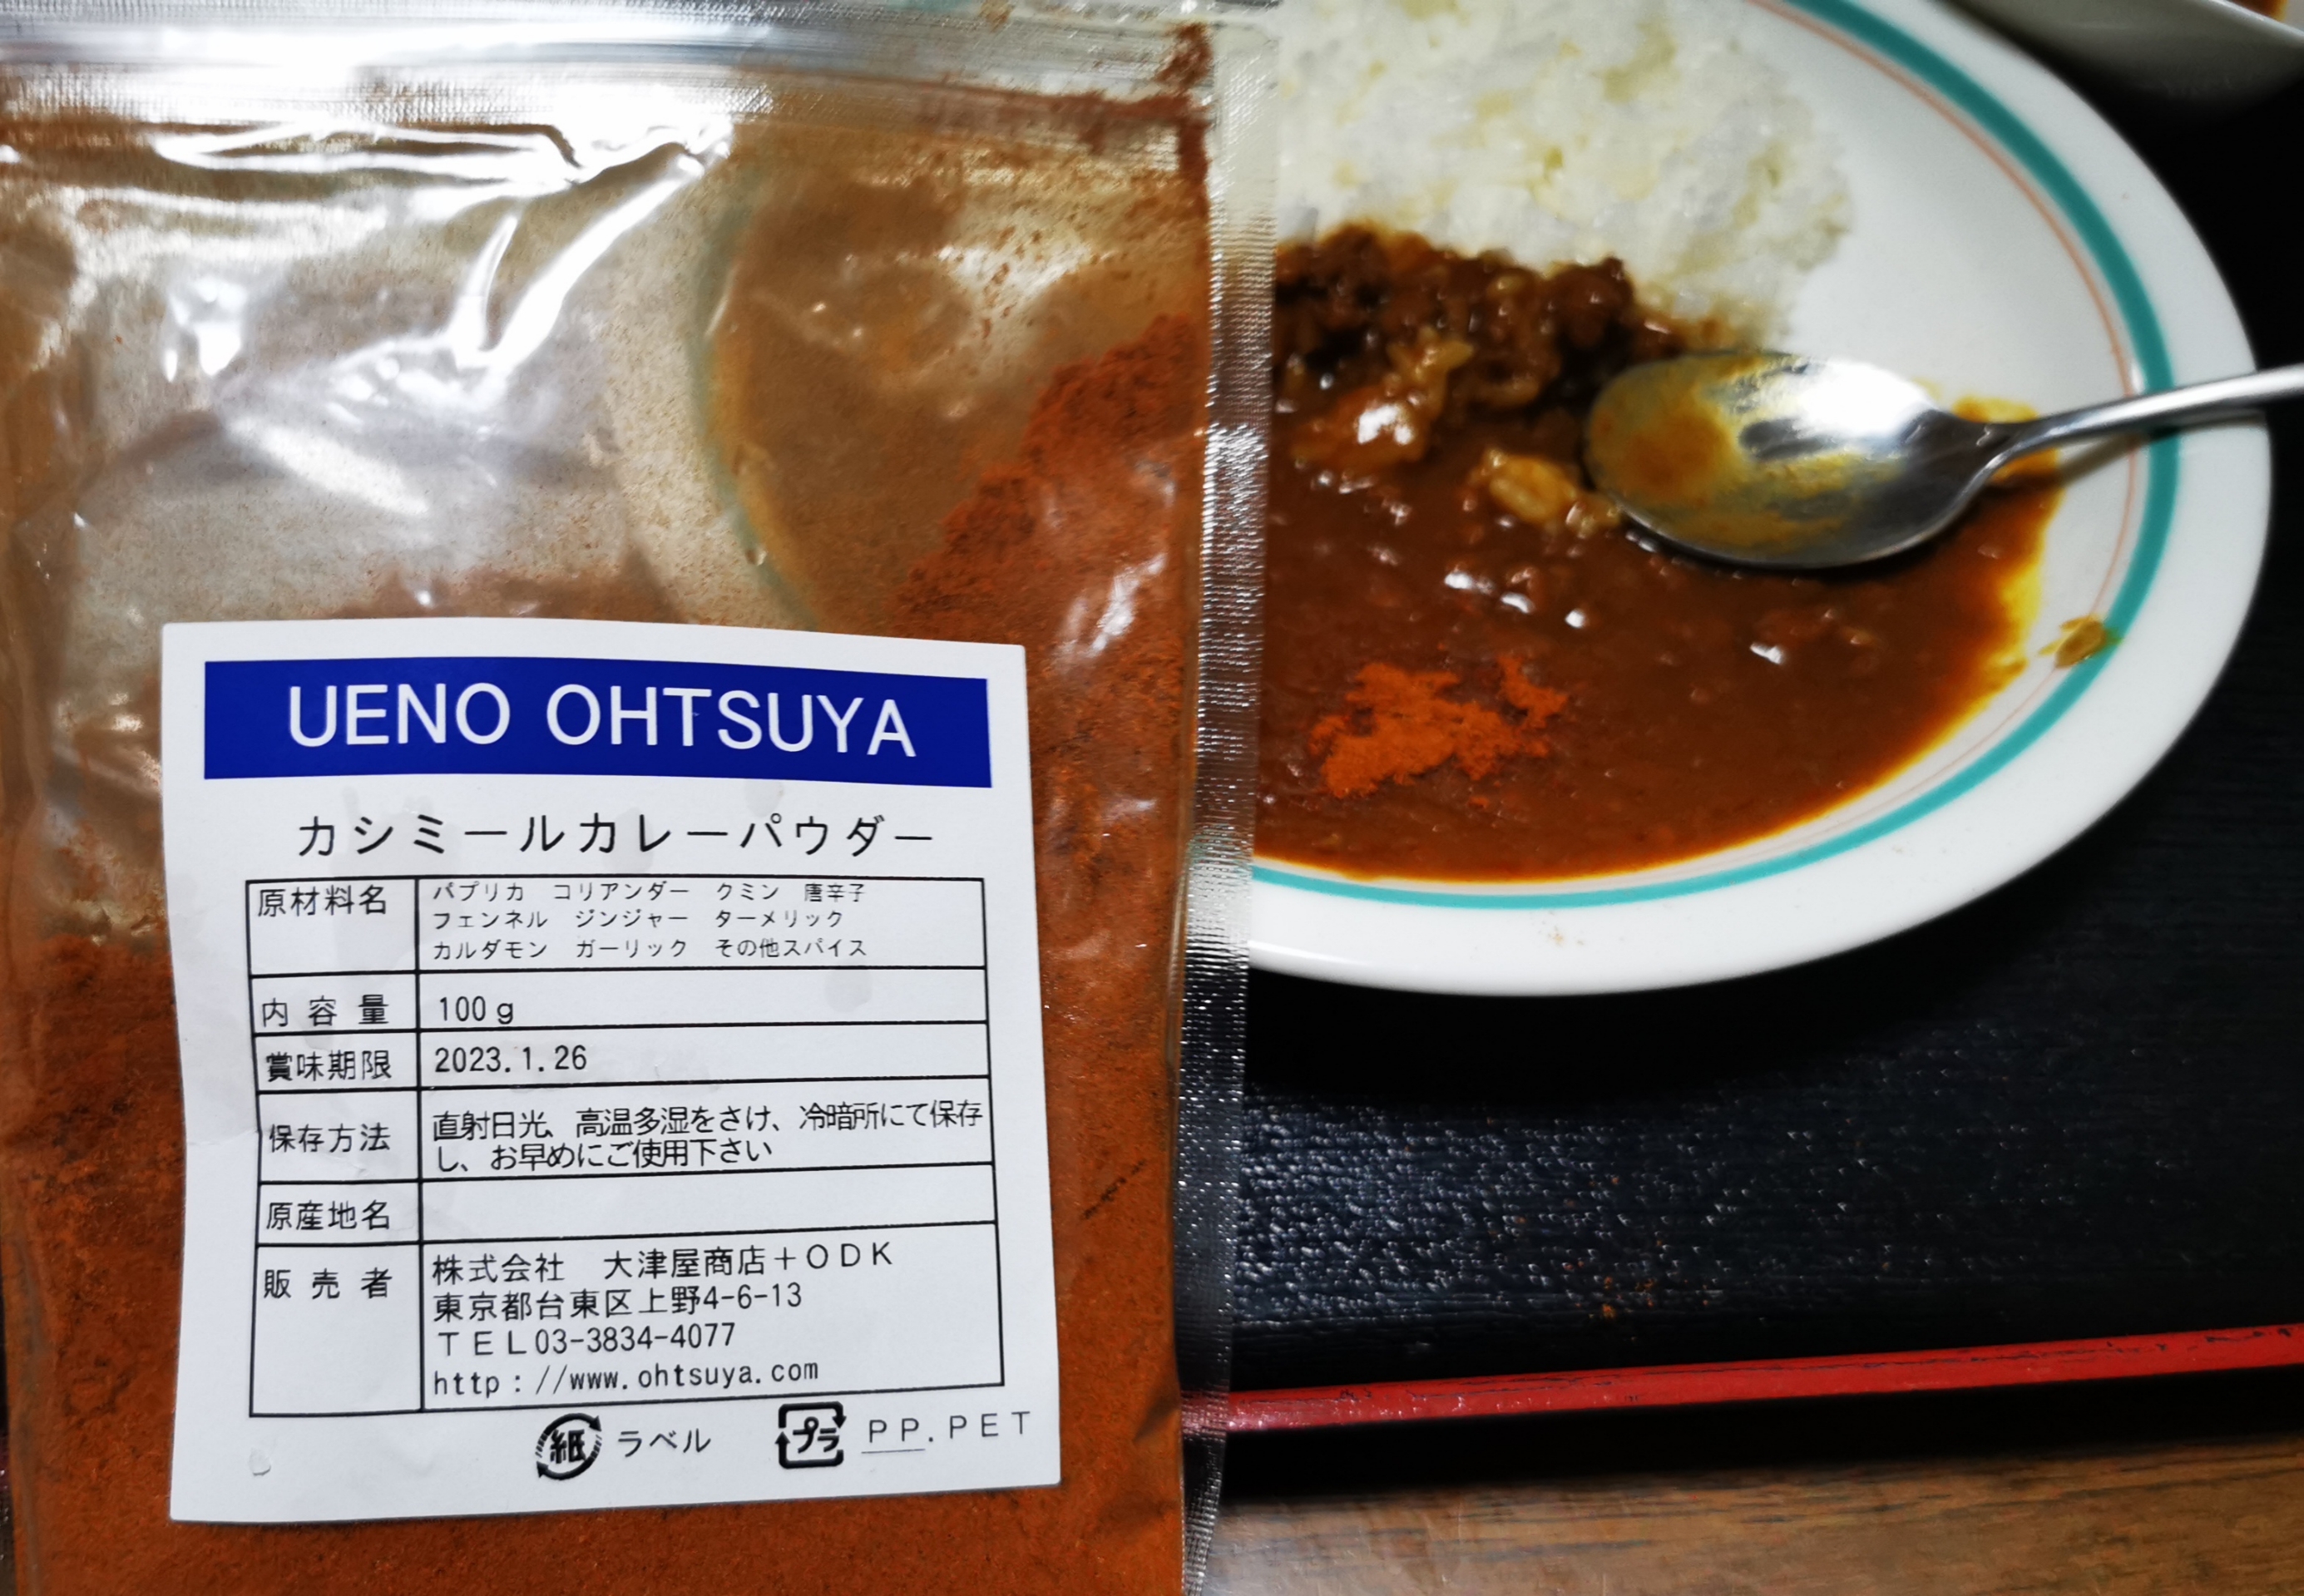 UENO OHTSUYA
カシミールカレーパウダー
原材料名
パプリカ　コリアンダー　クミン　唐辛子
フェンネル　ジンジャー　ターメリック
カルダモン　ガーリック　その他スパイス
内容量
100g
賞味期限
2023.1.26
保存方法
直射日光、高温多湿をさけ、冷暗所にて保存
し、お早めにご使用下さい
原産地名
販売者
株式会社　大津屋商店＋ＯＤＫ
東京都台東区上野4-6-13
ＴＥＬ03-3834-4077
http://www.ohtsuya.com
紙 ラベル
プラ PP.PET